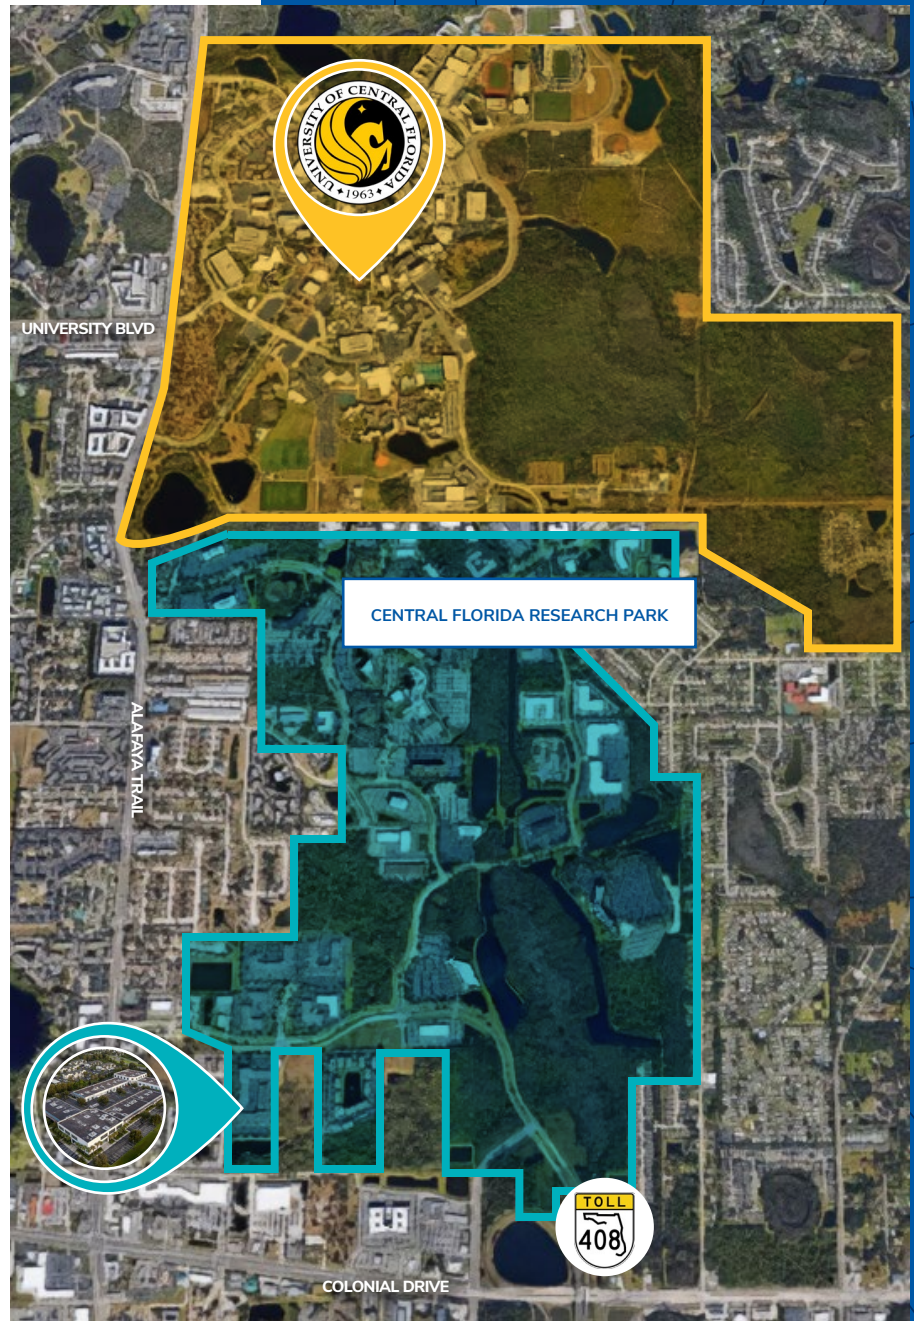 UNIVERSITY OF CENTRAL FLORIDA
✦ 1963 ✦
UNIVERSITY BLVD
CENTRAL FLORIDA RESEARCH PARK
ALAFAYA TRAIL
TOLL
408
COLONIAL DRIVE